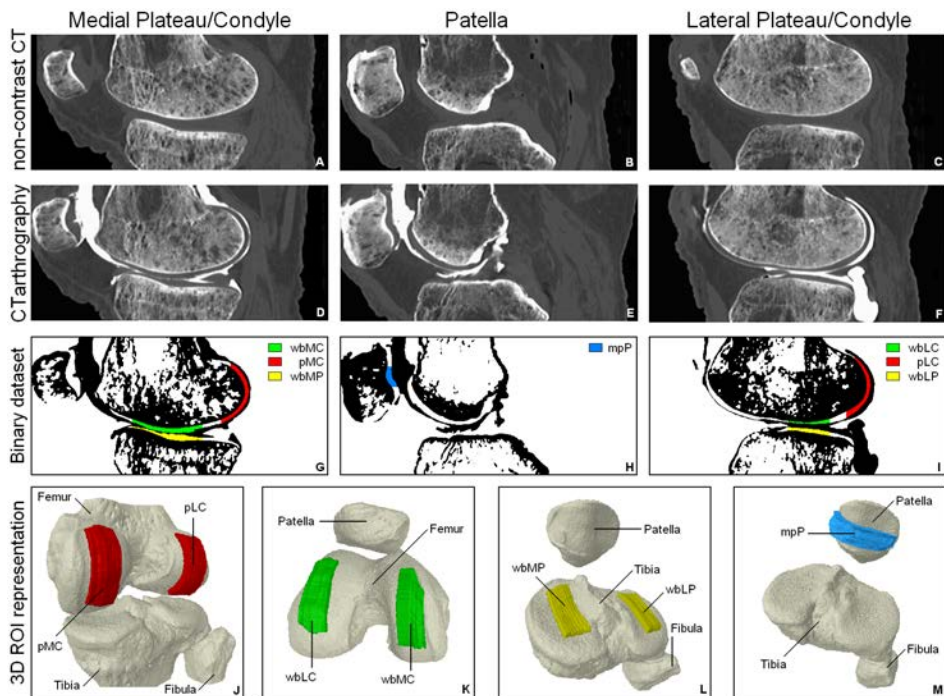 Medial Plateau/Condyle
Patella
Lateral Plateau/Condyle
non-contrast CT
A
B
C
CTarthrography
D
E
F
Binary dataset
wbMC
pMC
wbMP
G
mpP
H
wbLC
pLC
wbLP
I
3D ROI representation
Femur
pLC
pMC
Tibia
Fibula
J
Patella
Femur
wbLC
wbMC
K
Patella
wbMP
Tibia
wbLP
Fibula
L
Patella
mpP
Tibia
Fibula
M